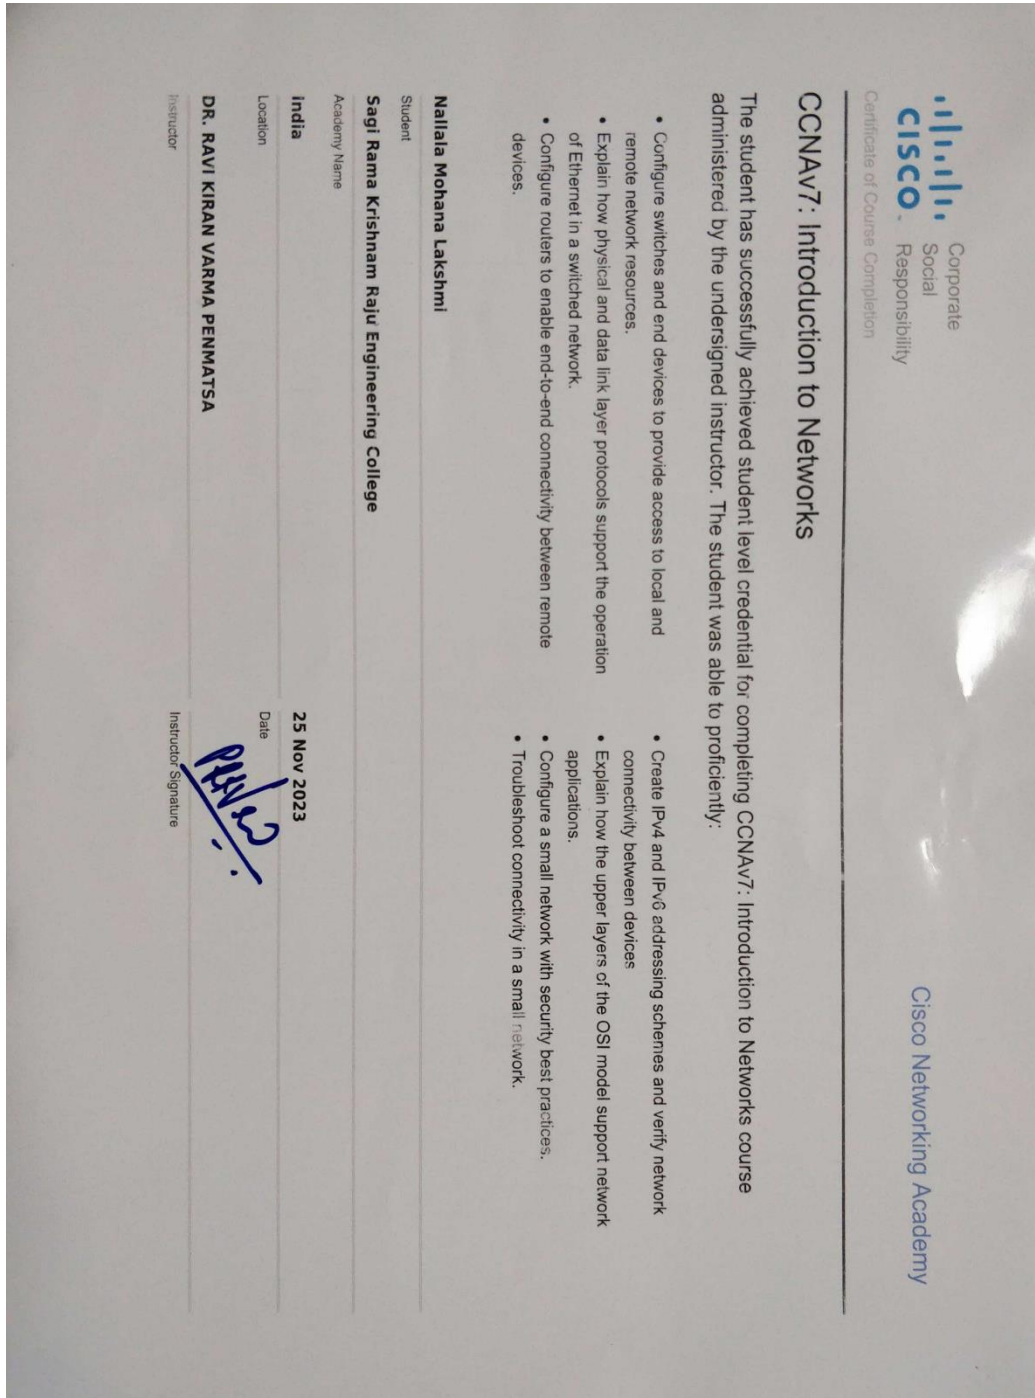 CISCO
Corporate
Social
Responsibility
Cisco Networking Academy
Certificate of Course Completion
CCNAv7: Introduction to Networks
The student has successfully achieved student level credential for completing CCNAv7: Introduction to Networks course
administered by the undersigned instructor. The student was able to proficiently:
• Configure switches and end devices to provide access to local and
remote network resources.
• Explain how physical and data link layer protocols support the operation
of Ethernet in a switched network.
• Configure routers to enable end-to-end connectivity between remote
devices.
• Create IPv4 and IPv6 addressing schemes and verify network
connectivity between devices
• Explain how the upper layers of the OSI model support network
applications.
• Configure a small network with security best practices.
• Troubleshoot connectivity in a small network.
Nallala Mohana Lakshmi
Student
Sagi Rama Krishnam Raju Engineering College
Academy Name
india
Location
25 Nov 2023
Date
DR. RAVI KIRAN VARMA PENMATSA
Instructor
Instructor Signature